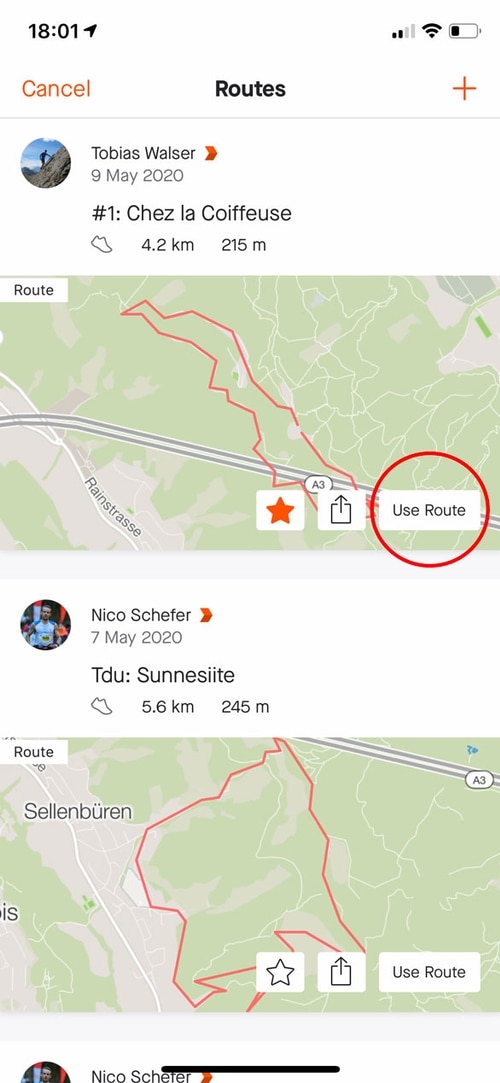 18:01
Cancel
Routes
Tobias Walser
9 May 2020
#1: Chez la Coiffeuse
4.2 km
215 m
Route
Rainstrasse
A3
Use Route
Nico Schefer
7 May 2020
Tdu: Sunnesiite
5.6 km
245 m
Route
A3
Sellenbüren
is
Use Route
Nico Schefer